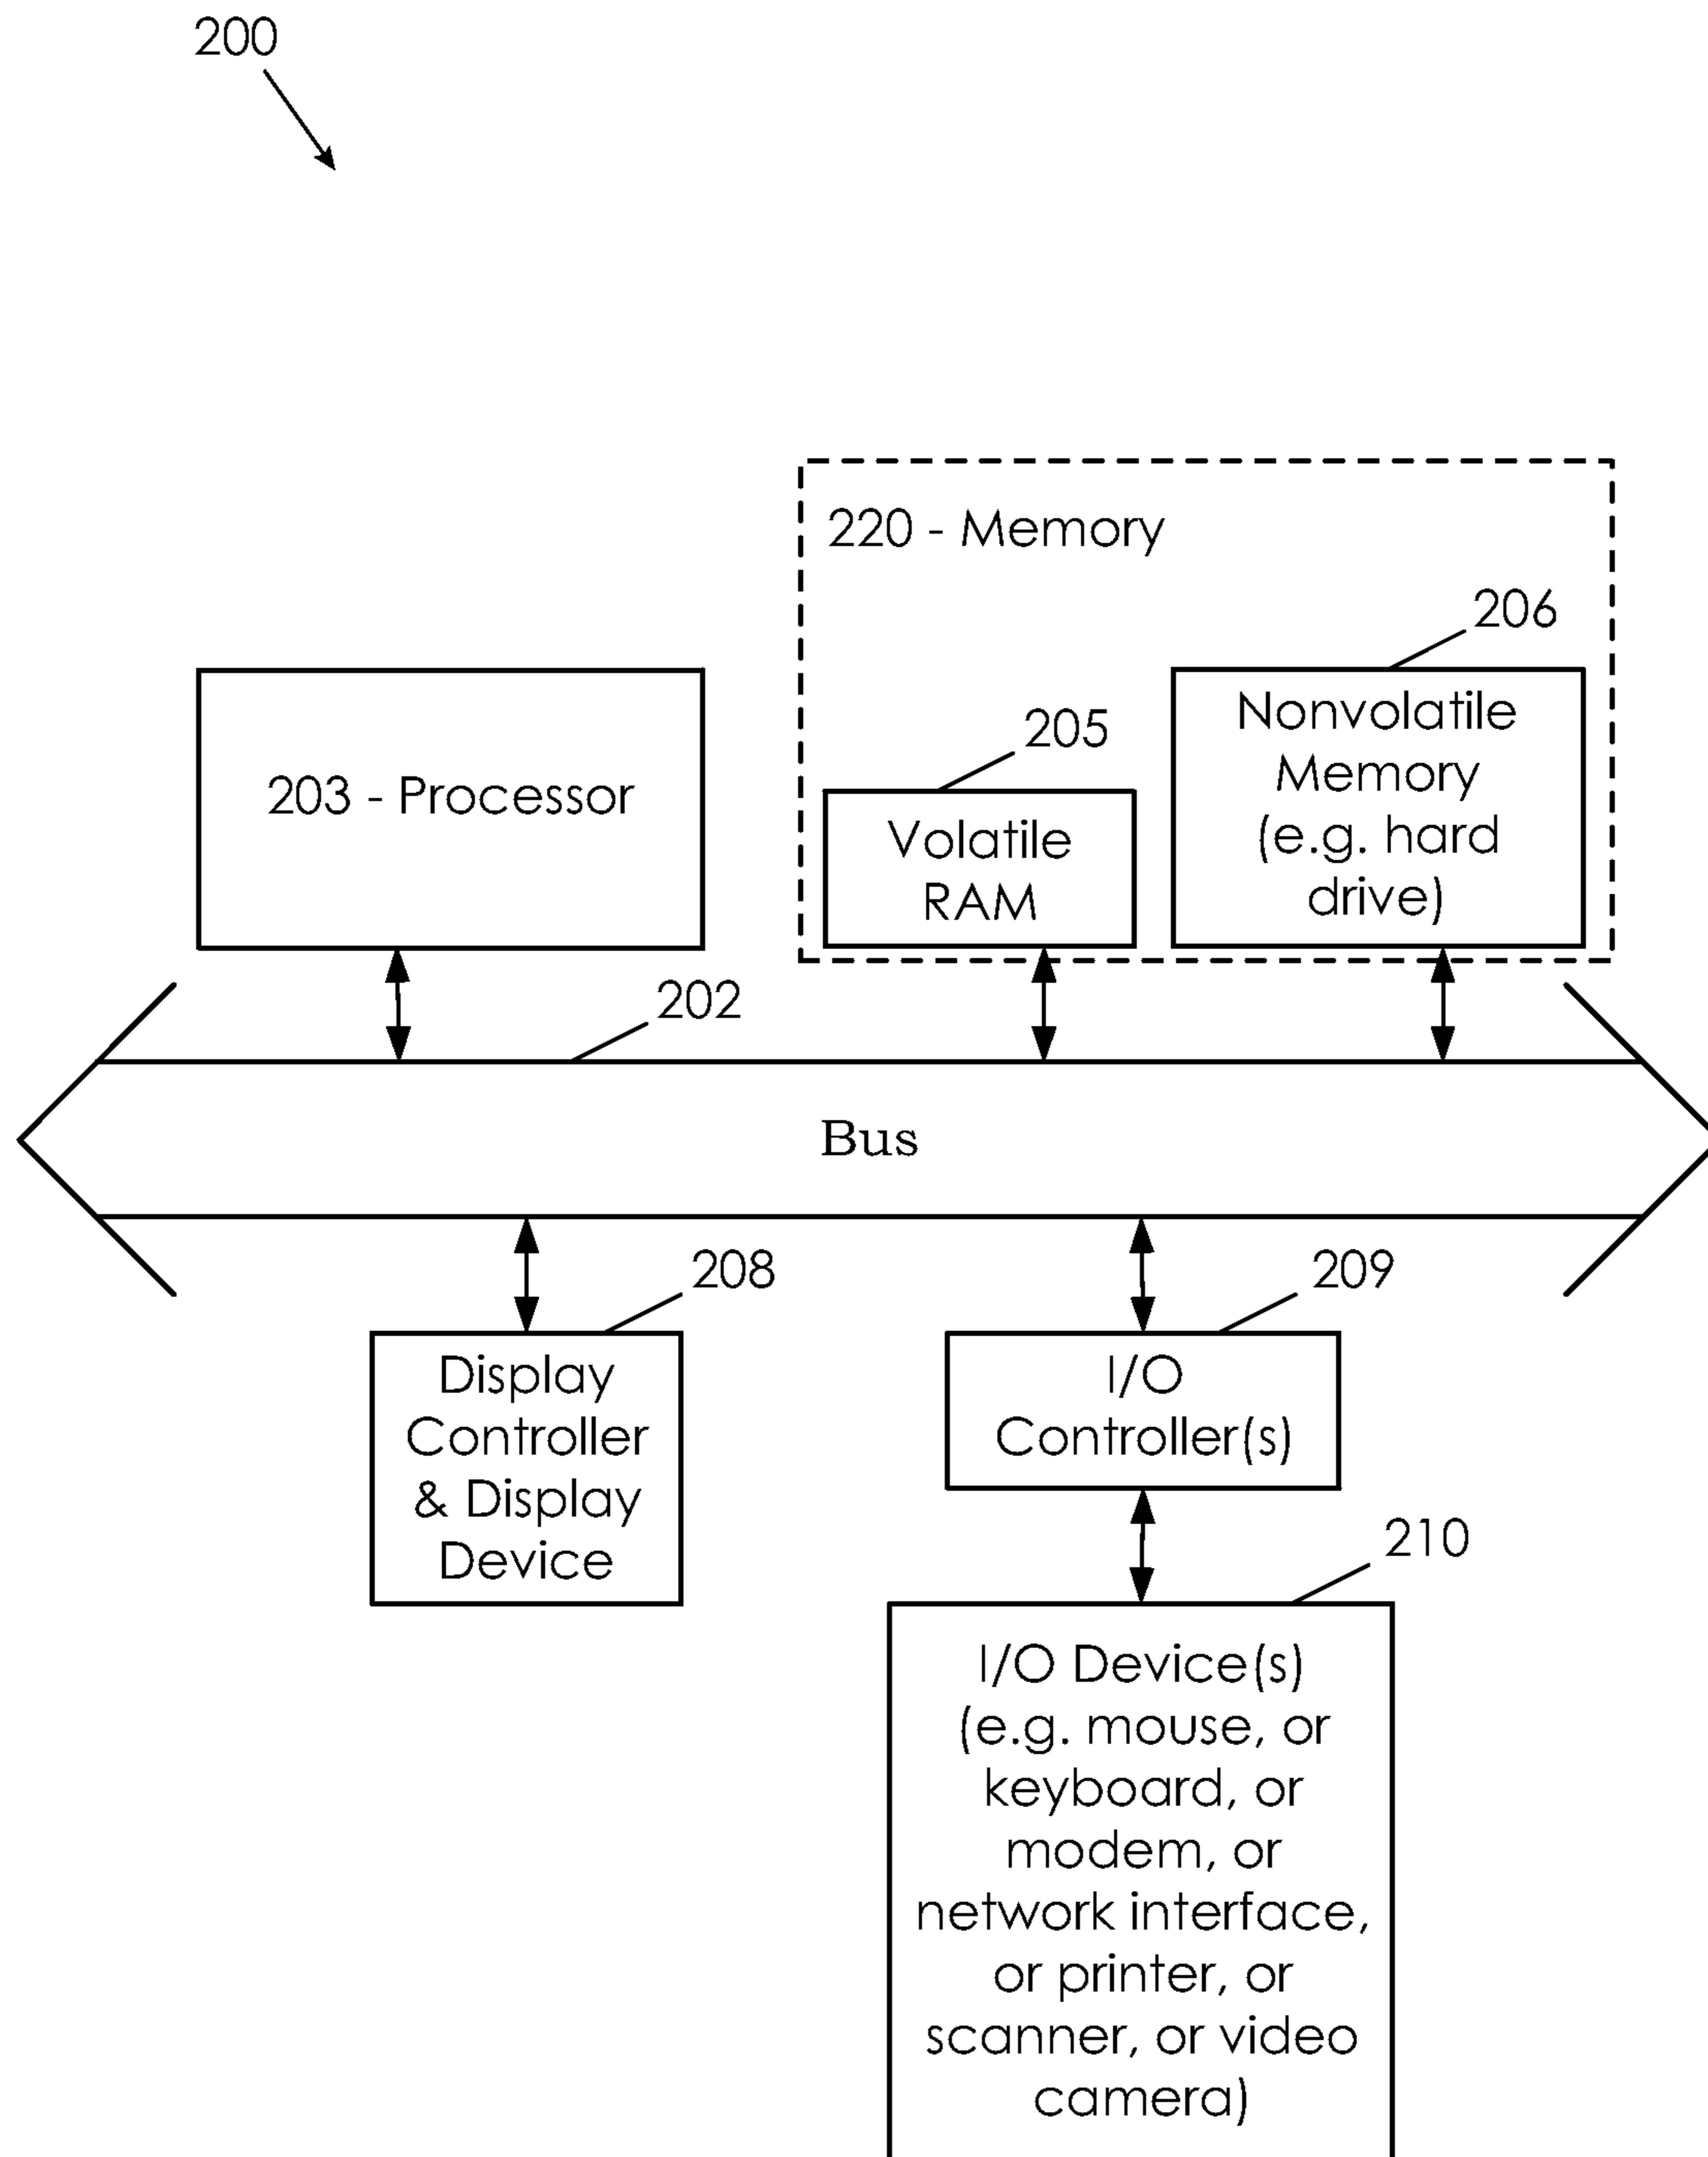 200
220 - Memory
206
Nonvolatile
Memory
(e.g. hard
drive)
205
Volatile
RAM
203 - Processor
202
Bus
208
Display
Controller
& Display
Device
209
I/O
Controller(s)
210
I/O Device(s)
(e.g. mouse, or
keyboard, or
modem, or
network interface,
or printer, or
scanner, or video
camera)